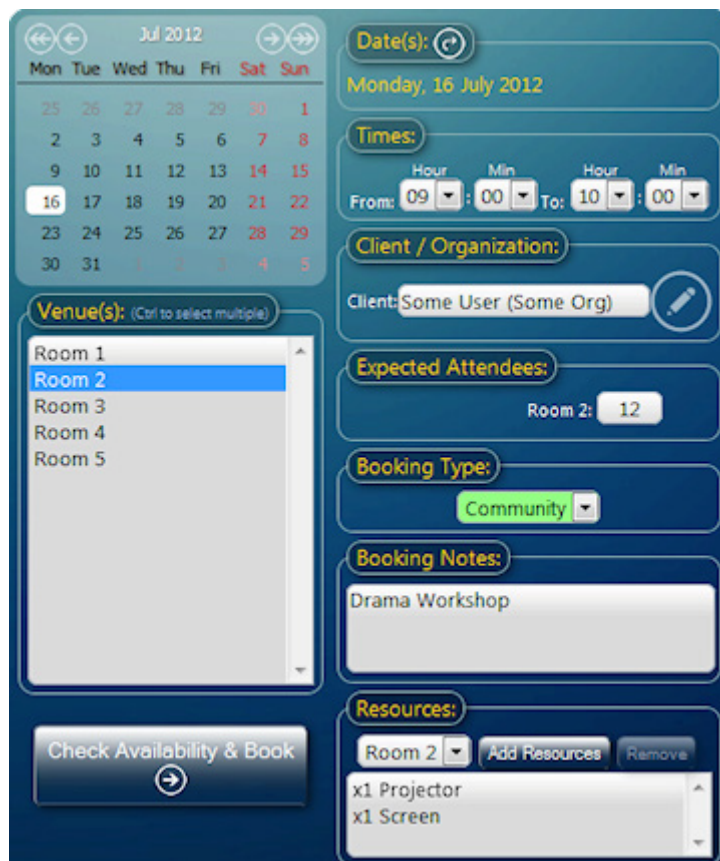 Jul 2012
Mon Tue Wed Thu Fri Sat Sun
25 26 27 28 29 30 1
2 3 4 5 6 7 8
9 10 11 12 13 14 15
16 17 18 19 20 21 22
23 24 25 26 27 28 29
30 31 1 2 3 4 5
Venue(s): (Ctrl to select multiple)
Room 1
Room 2
Room 3
Room 4
Room 5
Check Availability & Book
Date(s):
Monday, 16 July 2012
Times:
Hour Min Hour Min
From: 09 : 00 To: 10 : 00
Client / Organization:
Client: Some User (Some Org)
Expected Attendees:
Room 2: 12
Booking Type:
Community
Booking Notes:
Drama Workshop
Resources:
Room 2 Add Resources Remove
x1 Projector
x1 Screen